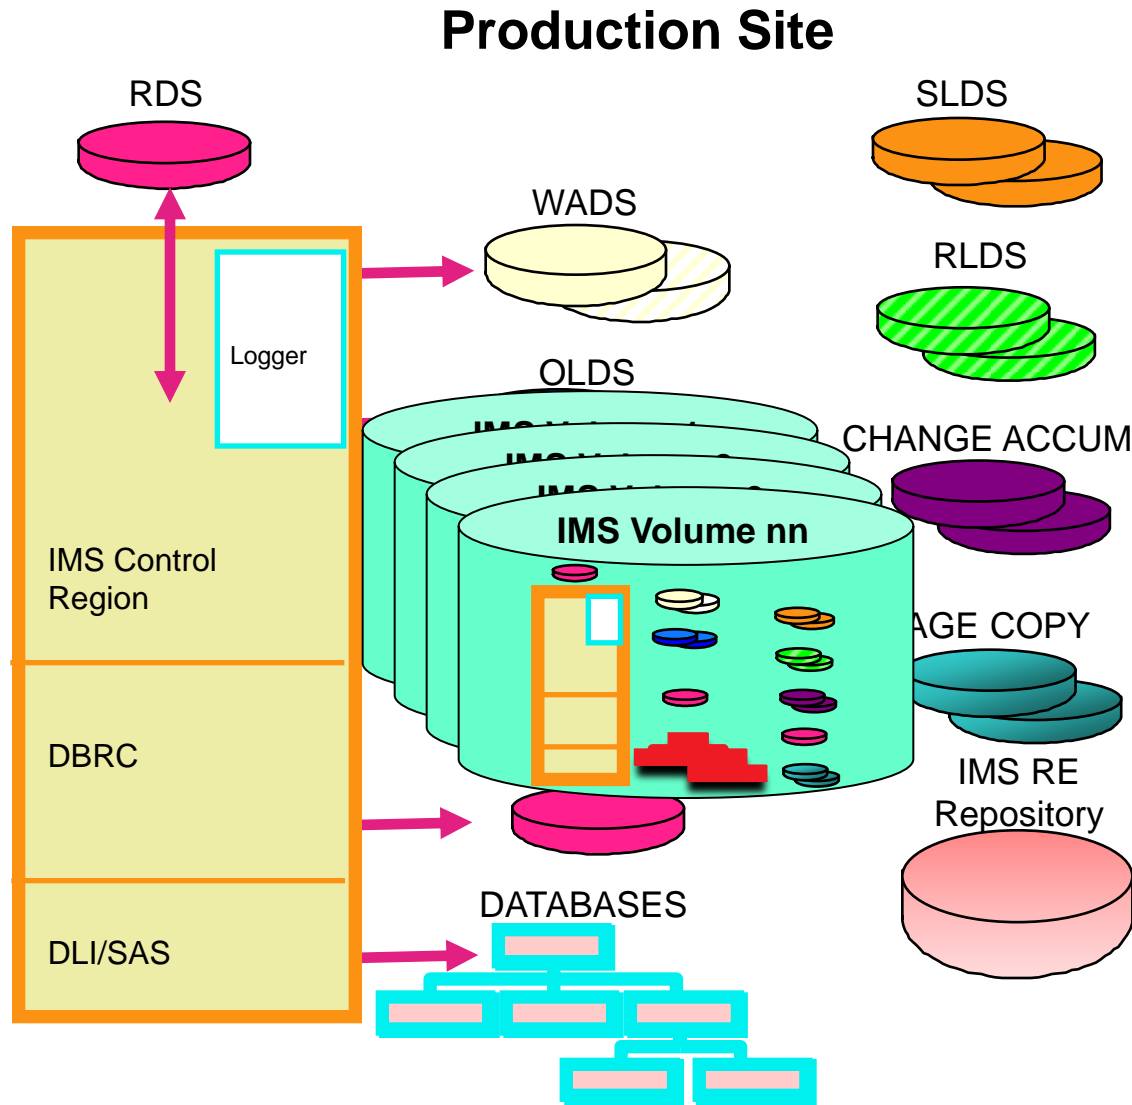 Production Site
RDS
SLDS
WADS
RLDS
Logger
OLDS
CHANGE ACCUM
IMS Volume nn
IMS Control
Region
AGE COPY
DBRC
IMS RE
Repository
DATABASES
DLI/SAS